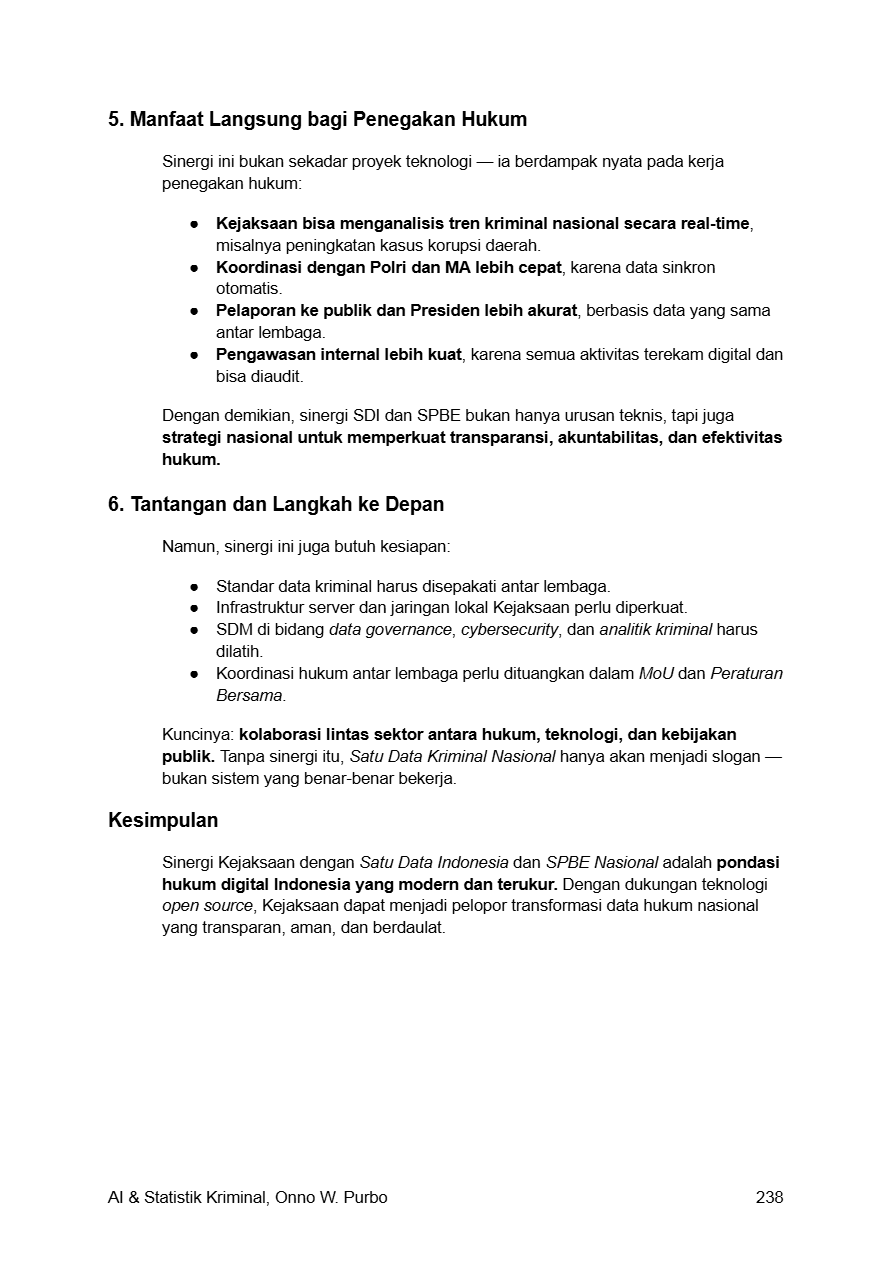 5. Manfaat Langsung bagi Penegakan Hukum
Sinergi ini bukan sekadar proyek teknologi — ia berdampak nyata pada kerja
penegakan hukum:
● Kejaksaan bisa menganalisis tren kriminal nasional secara real-time,
misalnya peningkatan kasus korupsi daerah.
● Koordinasi dengan Polri dan MA lebih cepat, karena data sinkron
otomatis.
● Pelaporan ke publik dan Presiden lebih akurat, berbasis data yang sama
antar lembaga.
● Pengawasan internal lebih kuat, karena semua aktivitas terekam digital dan
bisa diaudit.
Dengan demikian, sinergi SDI dan SPBE bukan hanya urusan teknis, tapi juga
strategi nasional untuk memperkuat transparansi, akuntabilitas, dan efektivitas
hukum.
6. Tantangan dan Langkah ke Depan
Namun, sinergi ini juga butuh kesiapan:
● Standar data kriminal harus disepakati antar lembaga.
● Infrastruktur server dan jaringan lokal Kejaksaan perlu diperkuat.
● SDM di bidang data governance, cybersecurity, dan analitik kriminal harus
dilatih.
● Koordinasi hukum antar lembaga perlu dituangkan dalam MoU dan Peraturan
Bersama.
Kuncinya: kolaborasi lintas sektor antara hukum, teknologi, dan kebijakan
publik. Tanpa sinergi itu, Satu Data Kriminal Nasional hanya akan menjadi slogan —
bukan sistem yang benar-benar bekerja.
Kesimpulan
Sinergi Kejaksaan dengan Satu Data Indonesia dan SPBE Nasional adalah pondasi
hukum digital Indonesia yang modern dan terukur. Dengan dukungan teknologi
open source, Kejaksaan dapat menjadi pelopor transformasi data hukum nasional
yang transparan, aman, dan berdaulat.
AI & Statistik Kriminal, Onno W. Purbo 238